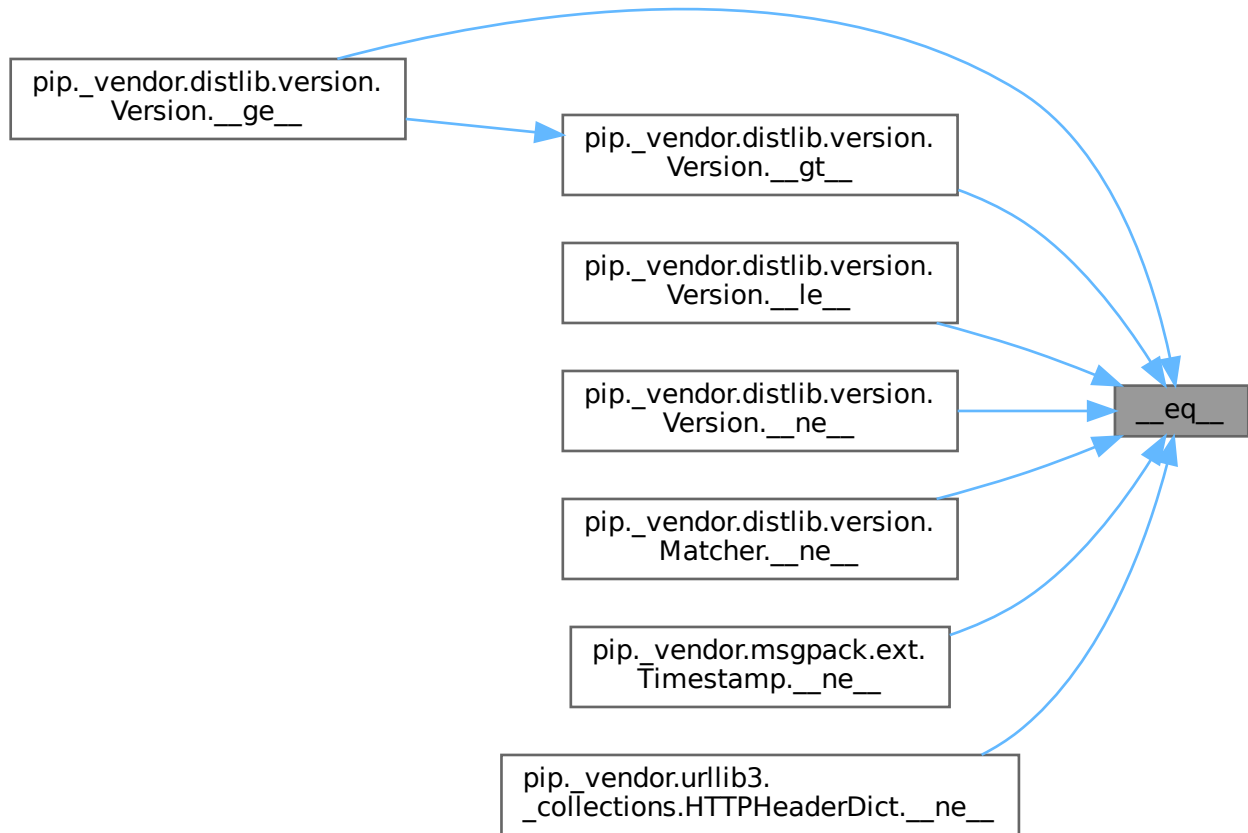 pip._vendor.distlib.version.
Version.__ge__
pip._vendor.distlib.version.
Version.__gt__
pip._vendor.distlib.version.
Version.__le__
pip._vendor.distlib.version.
Version.__ne__
__eq__
pip._vendor.distlib.version.
Matcher.__ne__
pip._vendor.msgpack.ext.
Timestamp.__ne__
pip._vendor.urllib3.
_collections.HTTPHeaderDict.__ne__